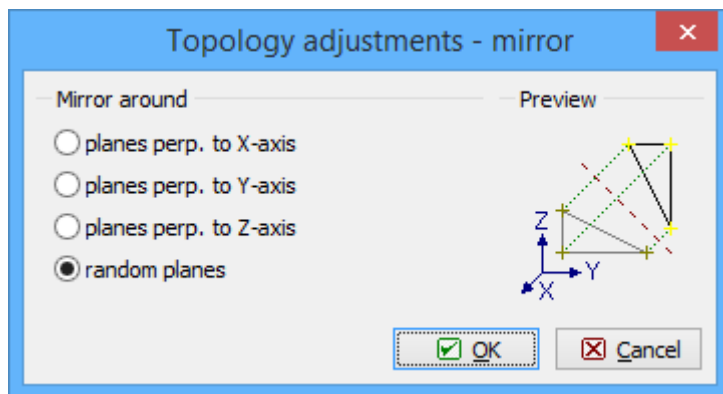 Topology adjustments - mirror
Mirror around
planes perp. to X-axis
planes perp. to Y-axis
planes perp. to Z-axis
random planes
Preview
Z
Y
X
OK
Cancel